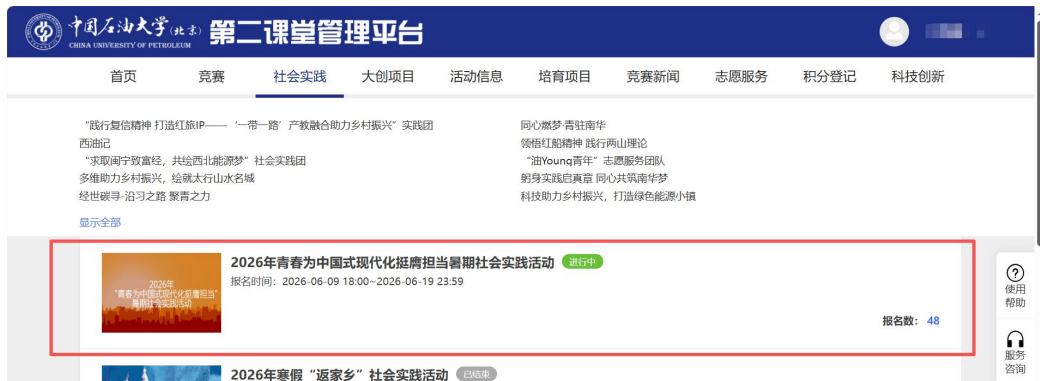 中国石油大学(北京) 第二课堂管理平台
CHINA UNIVERSITY OF PETROLEUM
首页 竞赛 社会实践 大创项目 活动信息 培育项目 竞赛新闻 志愿服务 积分登记 科技创新
“践行复信精神 打造红旅IP—— ‘一带一路’产教融合助力乡村振兴”实践团
同心燃梦·青驻南华
西油记
领悟红船精神 践行两山理论
“求取闽宁致富经，共绘西北能源梦”社会实践团
“油Young青年”志愿服务团队
多维助力乡村振兴，绘就太行山水名城
躬身实践启真章 同心共筑南华梦
经世碳寻-沿习之路 聚青之力
科技助力乡村振兴，打造绿色能源小镇
显示全部
2026年
“青春为中国式现代化挺膺担当”
暑期社会实践活动
2026年青春为中国式现代化挺膺担当暑期社会实践活动 进行中
报名时间：2026-06-09 18:00~2026-06-19 23:59
报名数： 48
使用
帮助
服务
咨询
2026年寒假“返家乡”社会实践活动 已结束